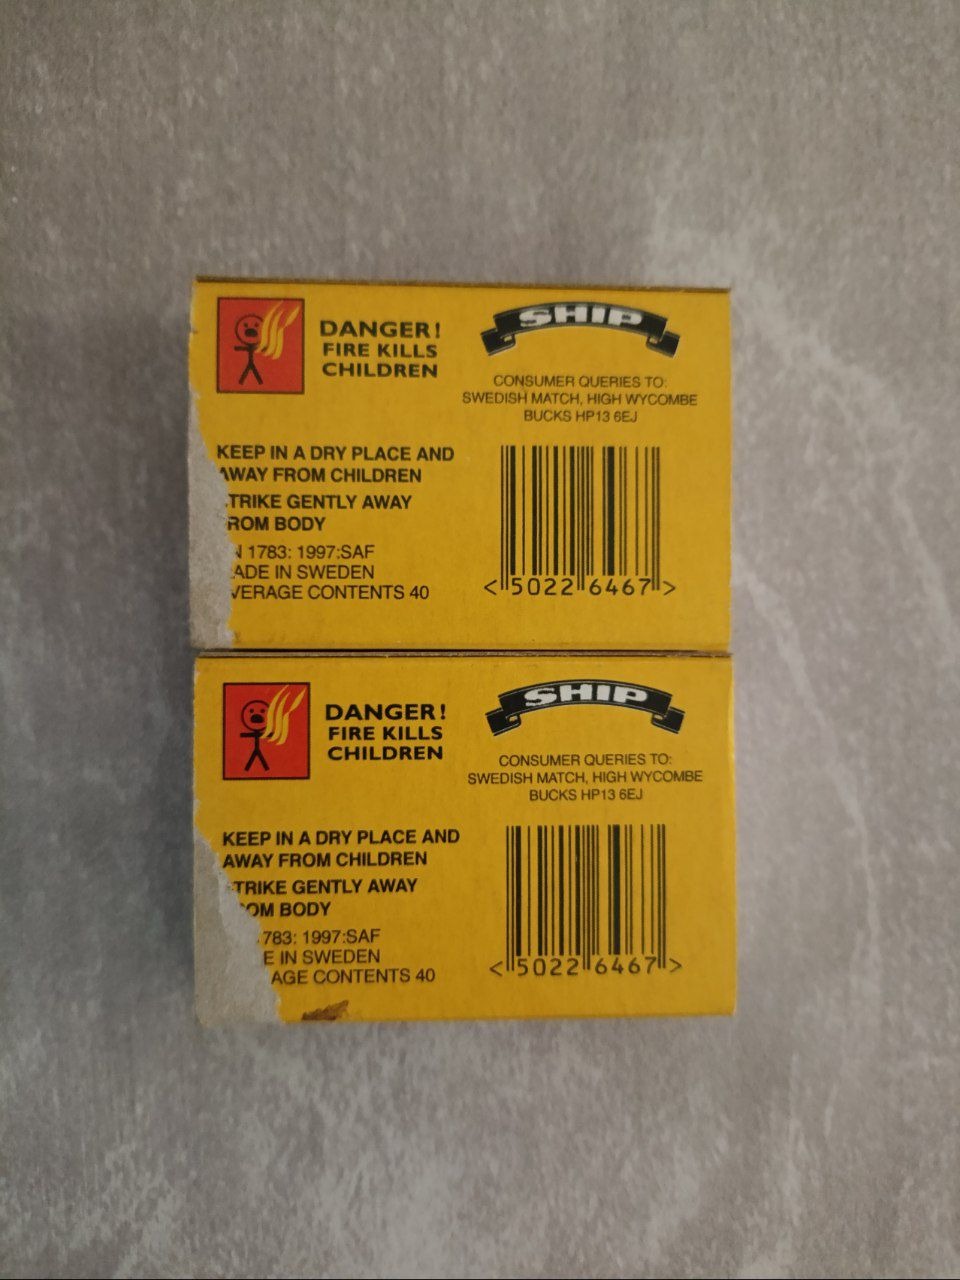 DANGER!
FIRE KILLS
CHILDREN
SHIP
CONSUMER QUERIES TO:
SWEDISH MATCH, HIGH WYCOMBE
BUCKS HP13 6EJ
KEEP IN A DRY PLACE AND
AWAY FROM CHILDREN
TRIKE GENTLY AWAY
ROM BODY
N 1783: 1997:SAF
ADE IN SWEDEN
VERAGE CONTENTS 40
<5022 6467>
DANGER!
FIRE KILLS
CHILDREN
SHIP
CONSUMER QUERIES TO:
SWEDISH MATCH, HIGH WYCOMBE
BUCKS HP13 6EJ
KEEP IN A DRY PLACE AND
AWAY FROM CHILDREN
TRIKE GENTLY AWAY
OM BODY
783: 1997:SAF
E IN SWEDEN
AGE CONTENTS 40
<5022 6467>